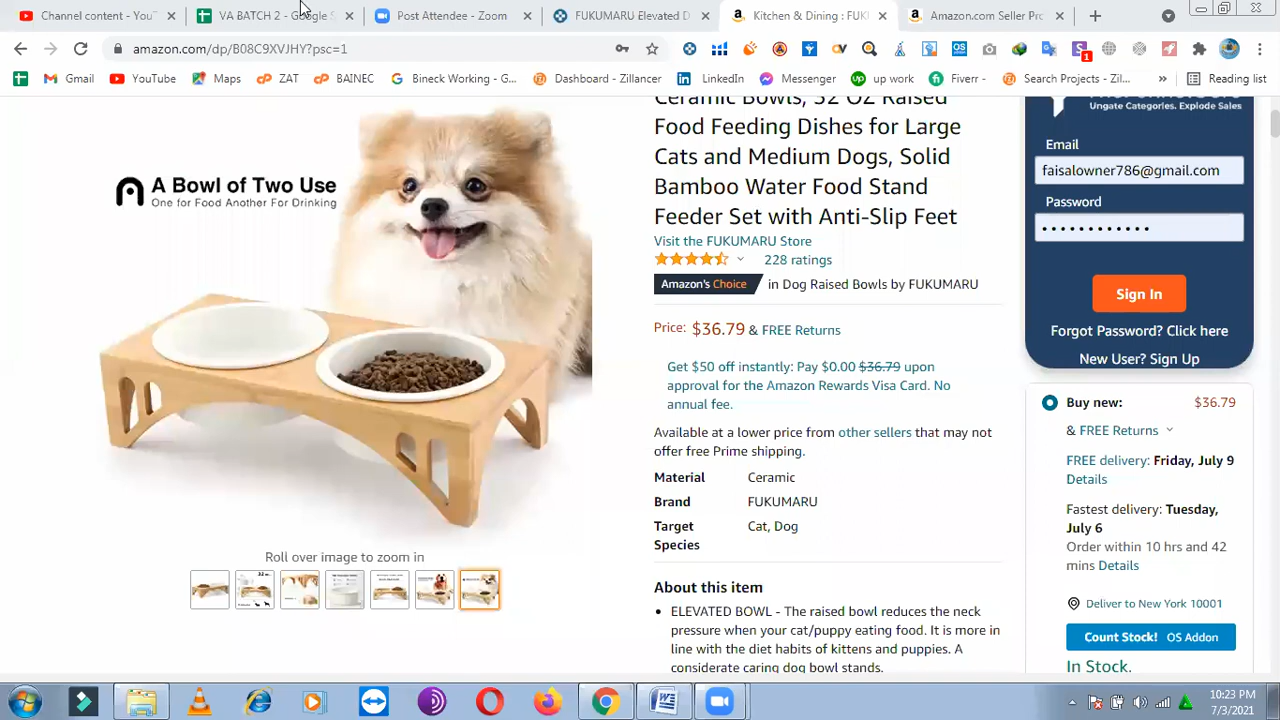 Channel content - YouT
VA BATCH 2 - Google S
Post Attendee - Zoom
FUKUMARU Elevated D
Kitchen & Dining : FUK
Amazon.com Seller Pro
amazon.com/dp/B08C9XVJHY?psc=1
1
Gmail
YouTube
Maps
ZAT
BAINEC
Bineck Working - G...
Dashboard - Zillancer
LinkedIn
Messenger
up work
Fiverr -
Search Projects - Zil...
»
Reading list
Ceramic Bowls, 32 OZ Raised
Food Feeding Dishes for Large
Cats and Medium Dogs, Solid
Bamboo Water Food Stand
Feeder Set with Anti-Slip Feet
Visit the FUKUMARU Store
228 ratings
Amazon's Choice in Dog Raised Bowls by FUKUMARU
Price: $36.79 & FREE Returns
Get $50 off instantly: Pay $0.00 $36.79 upon
approval for the Amazon Rewards Visa Card. No
annual fee.
Available at a lower price from other sellers that may not
offer free Prime shipping.
Material Ceramic
Brand FUKUMARU
Target Cat, Dog
Species
About this item
• ELEVATED BOWL - The raised bowl reduces the neck
pressure when your cat/puppy eating food. It is more in
line with the diet habits of kittens and puppies. A
considerate caring dog bowl stands.
A Bowl of Two Use
One for Food Another For Drinking
Roll over image to zoom in
Ungate Categories. Explode Sales
Email
faisalowner786@gmail.com
Password
Sign In
Forgot Password? Click here
New User? Sign Up
Buy new: $36.79
& FREE Returns
FREE delivery: Friday, July 9
Details
Fastest delivery: Tuesday,
July 6
Order within 10 hrs and 42
mins Details
Deliver to New York 10001
Count Stock! OS Addon
In Stock.
10:23 PM
7/3/2021